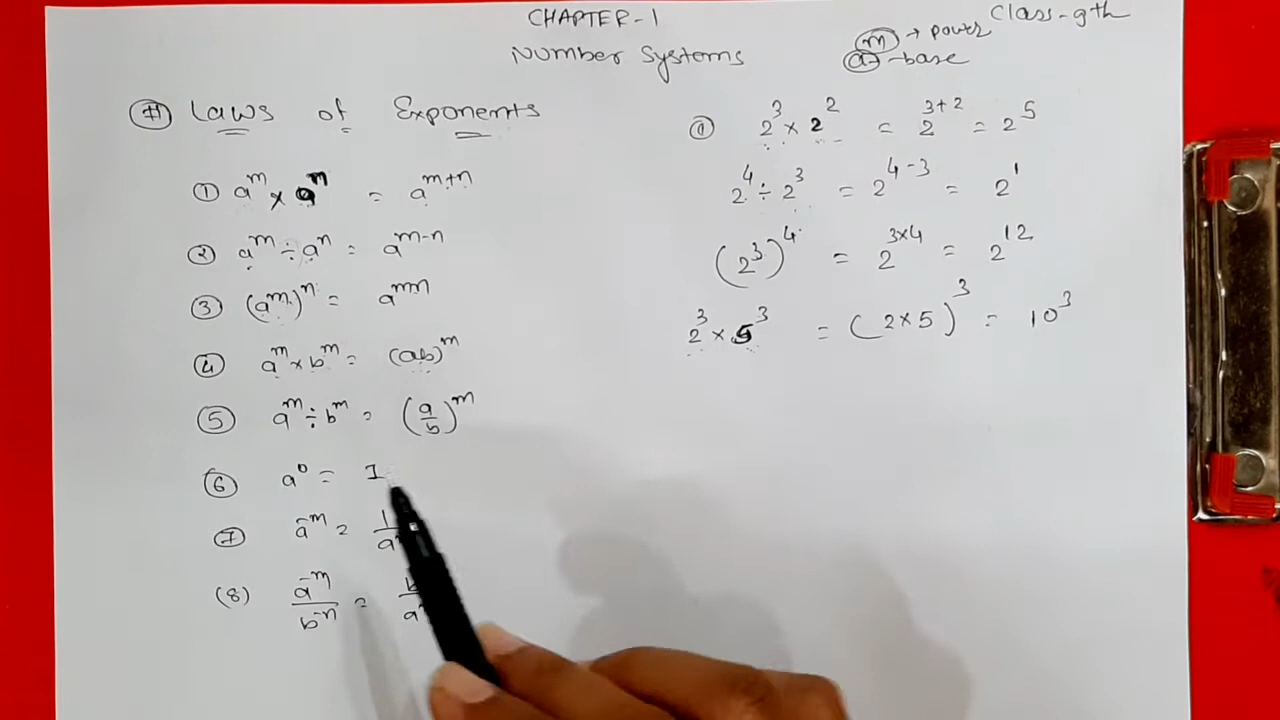 CHAPTER-1
Class-9th
Number Systems
m → power
a - base
# Laws of Exponents
① a^m × a^n = a^(m+n)
② a^m ÷ a^n = a^(m-n)
③ (a^m)^n = a^(mn)
④ a^m × b^m = (ab)^m
⑤ a^m ÷ b^m = (a/b)^m
⑥ a^0 = 1
⑦ a^-m = 1/a
(8) a^-m/b^-n =
① 2^3 × 2^2 = 2^(3+2) = 2^5
2^4 ÷ 2^3 = 2^(4-3) = 2^1
(2^3)^4 = 2^(3×4) = 2^12
2^3 × 5^3 = (2×5)^3 = 10^3